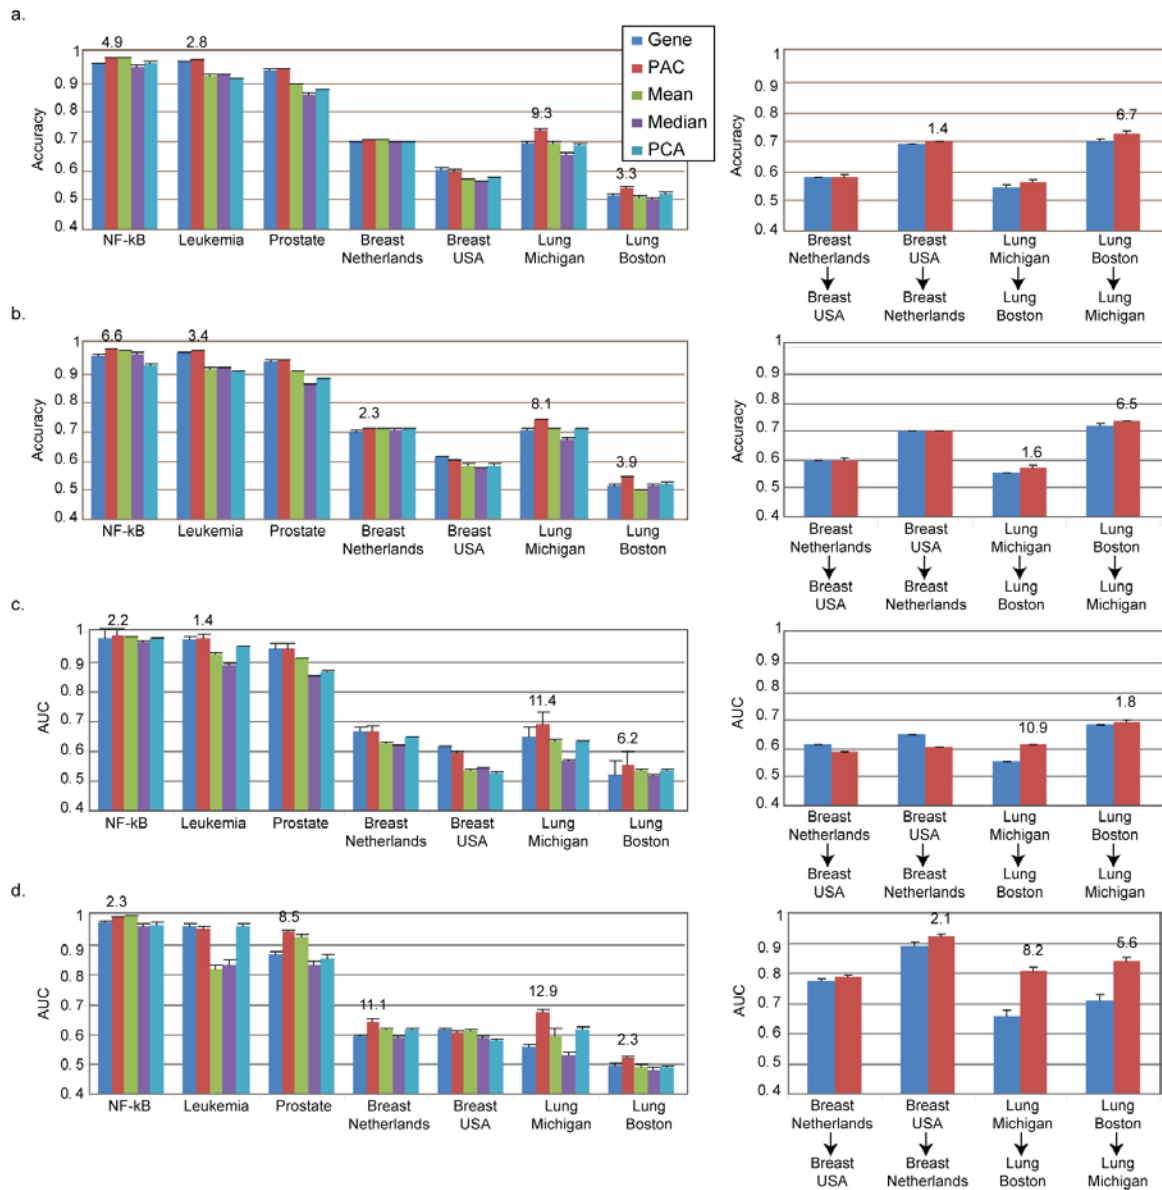 a.
4.9
2.8
9.3
3.3
1
0.9
0.8
0.7
0.6
0.5
0.4
Accuracy
NF-kB
Leukemia
Prostate
Breast
Netherlands
Breast
USA
Lung
Michigan
Lung
Boston
Gene
PAC
Mean
Median
PCA
1
0.9
0.8
0.7
0.6
0.5
0.4
Accuracy
1.4
6.7
Breast
Netherlands
Breast
USA
Breast
USA
Breast
Netherlands
Lung
Michigan
Lung
Boston
Lung
Boston
Lung
Michigan
b.
6.6
3.4
2.3
8.1
3.9
1
0.9
0.8
0.7
0.6
0.5
0.4
Accuracy
NF-kB
Leukemia
Prostate
Breast
Netherlands
Breast
USA
Lung
Michigan
Lung
Boston
1
0.9
0.8
0.7
0.6
0.5
0.4
Accuracy
1.6
6.5
Breast
Netherlands
Breast
USA
Breast
USA
Breast
Netherlands
Lung
Michigan
Lung
Boston
Lung
Boston
Lung
Michigan
c.
2.2
1.4
11.4
6.2
1
0.9
0.8
0.7
0.6
0.5
0.4
AUC
NF-kB
Leukemia
Prostate
Breast
Netherlands
Breast
USA
Lung
Michigan
Lung
Boston
1
0.9
0.8
0.7
0.6
0.5
0.4
AUC
10.9
1.8
Breast
Netherlands
Breast
USA
Breast
USA
Breast
Netherlands
Lung
Michigan
Lung
Boston
Lung
Boston
Lung
Michigan
d.
2.3
8.5
11.1
12.9
2.3
1
0.9
0.8
0.7
0.6
0.5
0.4
AUC
NF-kB
Leukemia
Prostate
Breast
Netherlands
Breast
USA
Lung
Michigan
Lung
Boston
1
0.9
0.8
0.7
0.6
0.5
0.4
AUC
2.1
8.2
5.6
Breast
Netherlands
Breast
USA
Breast
USA
Breast
Netherlands
Lung
Michigan
Lung
Boston
Lung
Boston
Lung
Michigan